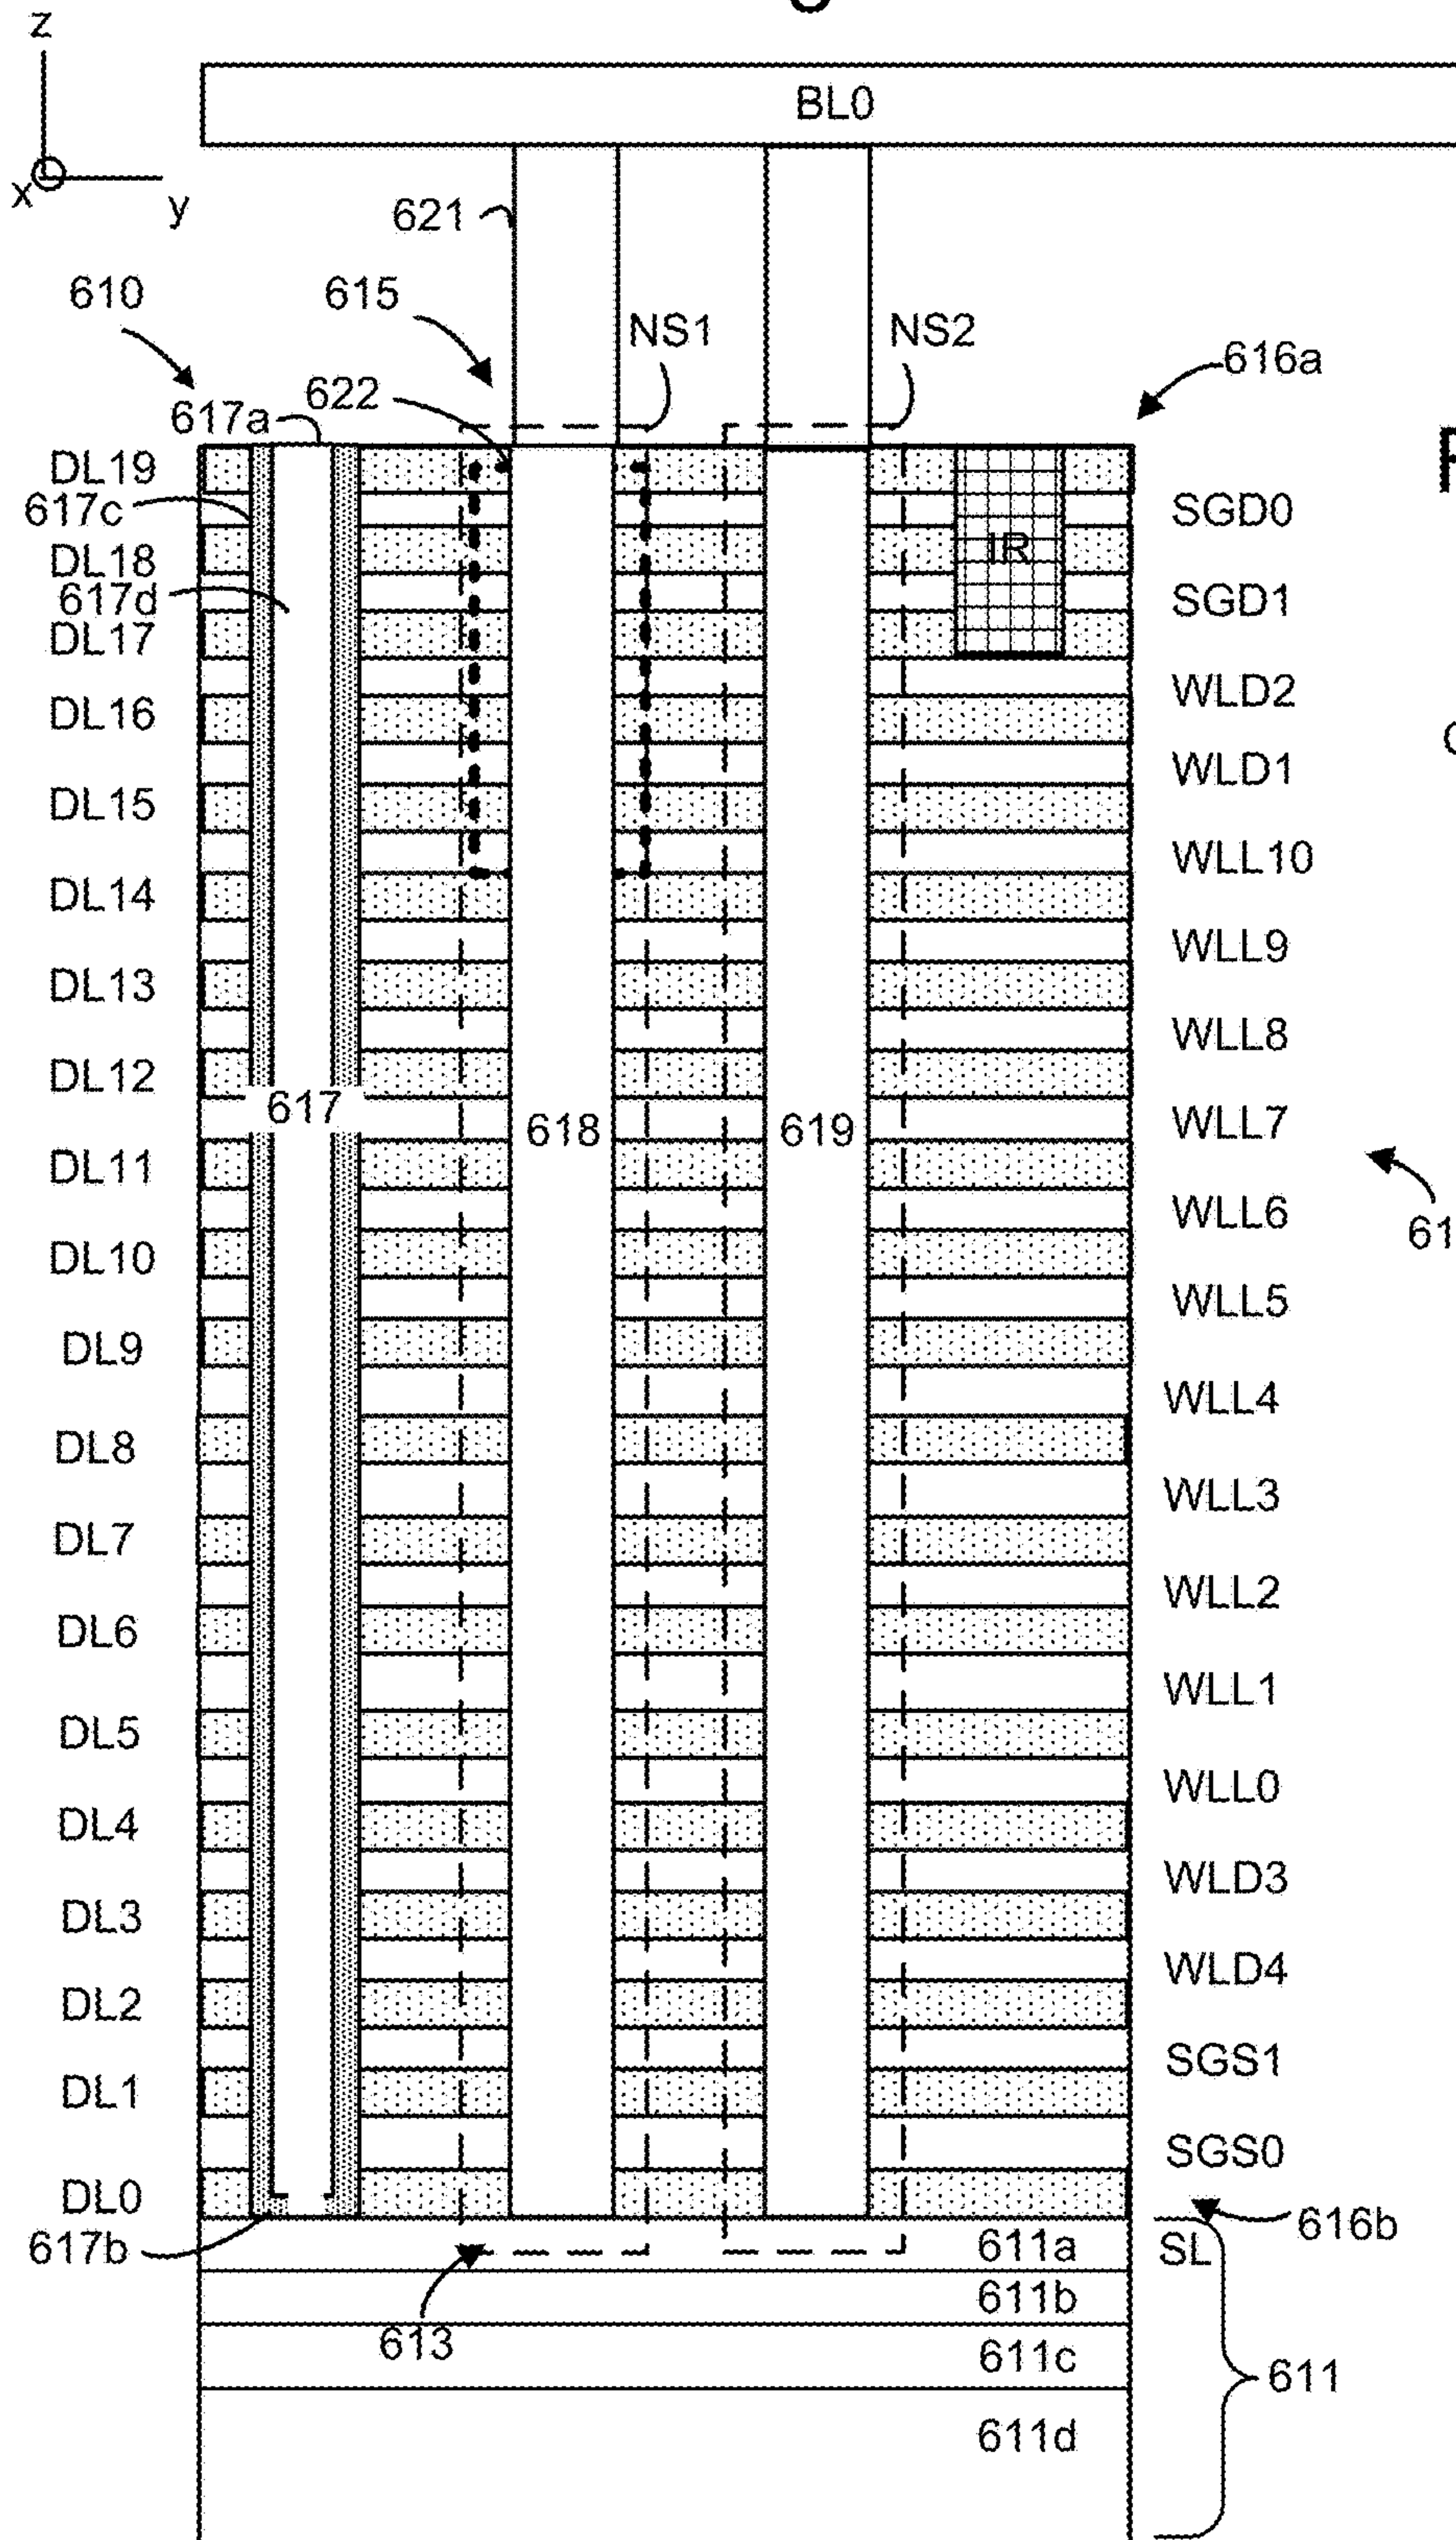 z
BL0
x
y
621
610
615
NS1
NS2
616a
622
617a
DL19
617c
SGD0
IR
DL18
617d
SGD1
DL17
WLD2
DL16
WLD1
DL15
WLL10
DL14
WLL9
DL13
WLL8
DL12
617
618
619
WLL7
DL11
WLL6
61
DL10
WLL5
DL9
WLL4
DL8
WLL3
DL7
WLL2
DL6
WLL1
DL5
WLL0
DL4
WLD3
DL3
WLD4
DL2
SGS1
DL1
SGS0
DL0
616b
617b
611a
SL
611b
613
611c
611
611d